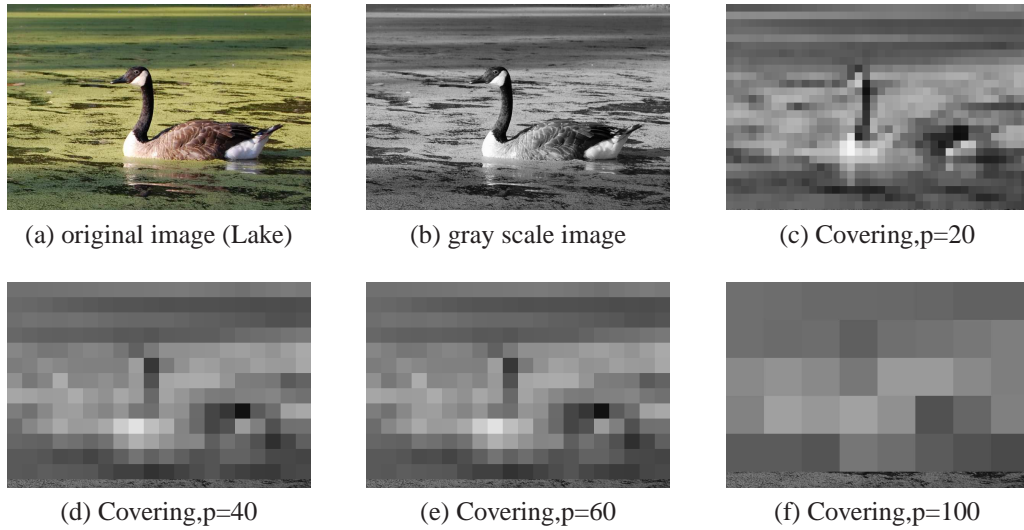 (a) original image (Lake)
(b) gray scale image
(c) Covering,p=20
(d) Covering,p=40
(e) Covering,p=60
(f) Covering,p=100